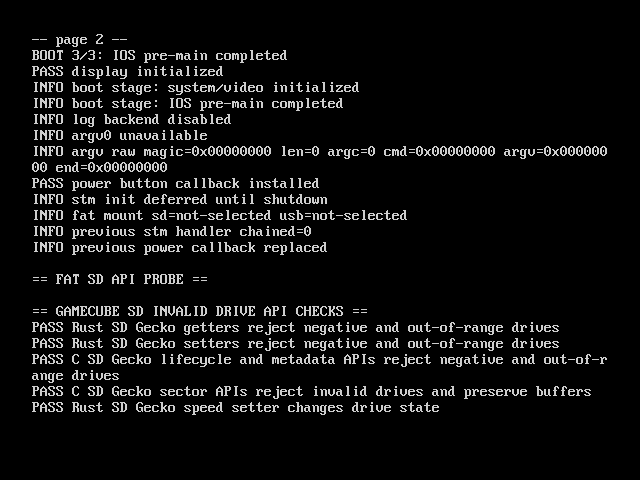 -- page 2 --
BOOT 3/3: IOS pre-main completed
PASS display initialized
INFO boot stage: system/video initialized
INFO boot stage: IOS pre-main completed
INFO log backend disabled
INFO argv0 unavailable
INFO argv raw magic=0x00000000 len=0 argc=0 cmd=0x00000000 argv=0x000000
00 end=0x00000000
PASS power button callback installed
INFO stm init deferred until shutdown
INFO fat mount sd=not-selected usb=not-selected
INFO previous stm handler chained=0
INFO previous power callback replaced
== FAT SD API PROBE ==
== GAMECUBE SD INVALID DRIVE API CHECKS ==
PASS Rust SD Gecko getters reject negative and out-of-range drives
PASS Rust SD Gecko setters reject negative and out-of-range drives
PASS C SD Gecko lifecycle and metadata APIs reject negative and out-of-r
ange drives
PASS C SD Gecko sector APIs reject invalid drives and preserve buffers
PASS Rust SD Gecko speed setter changes drive state